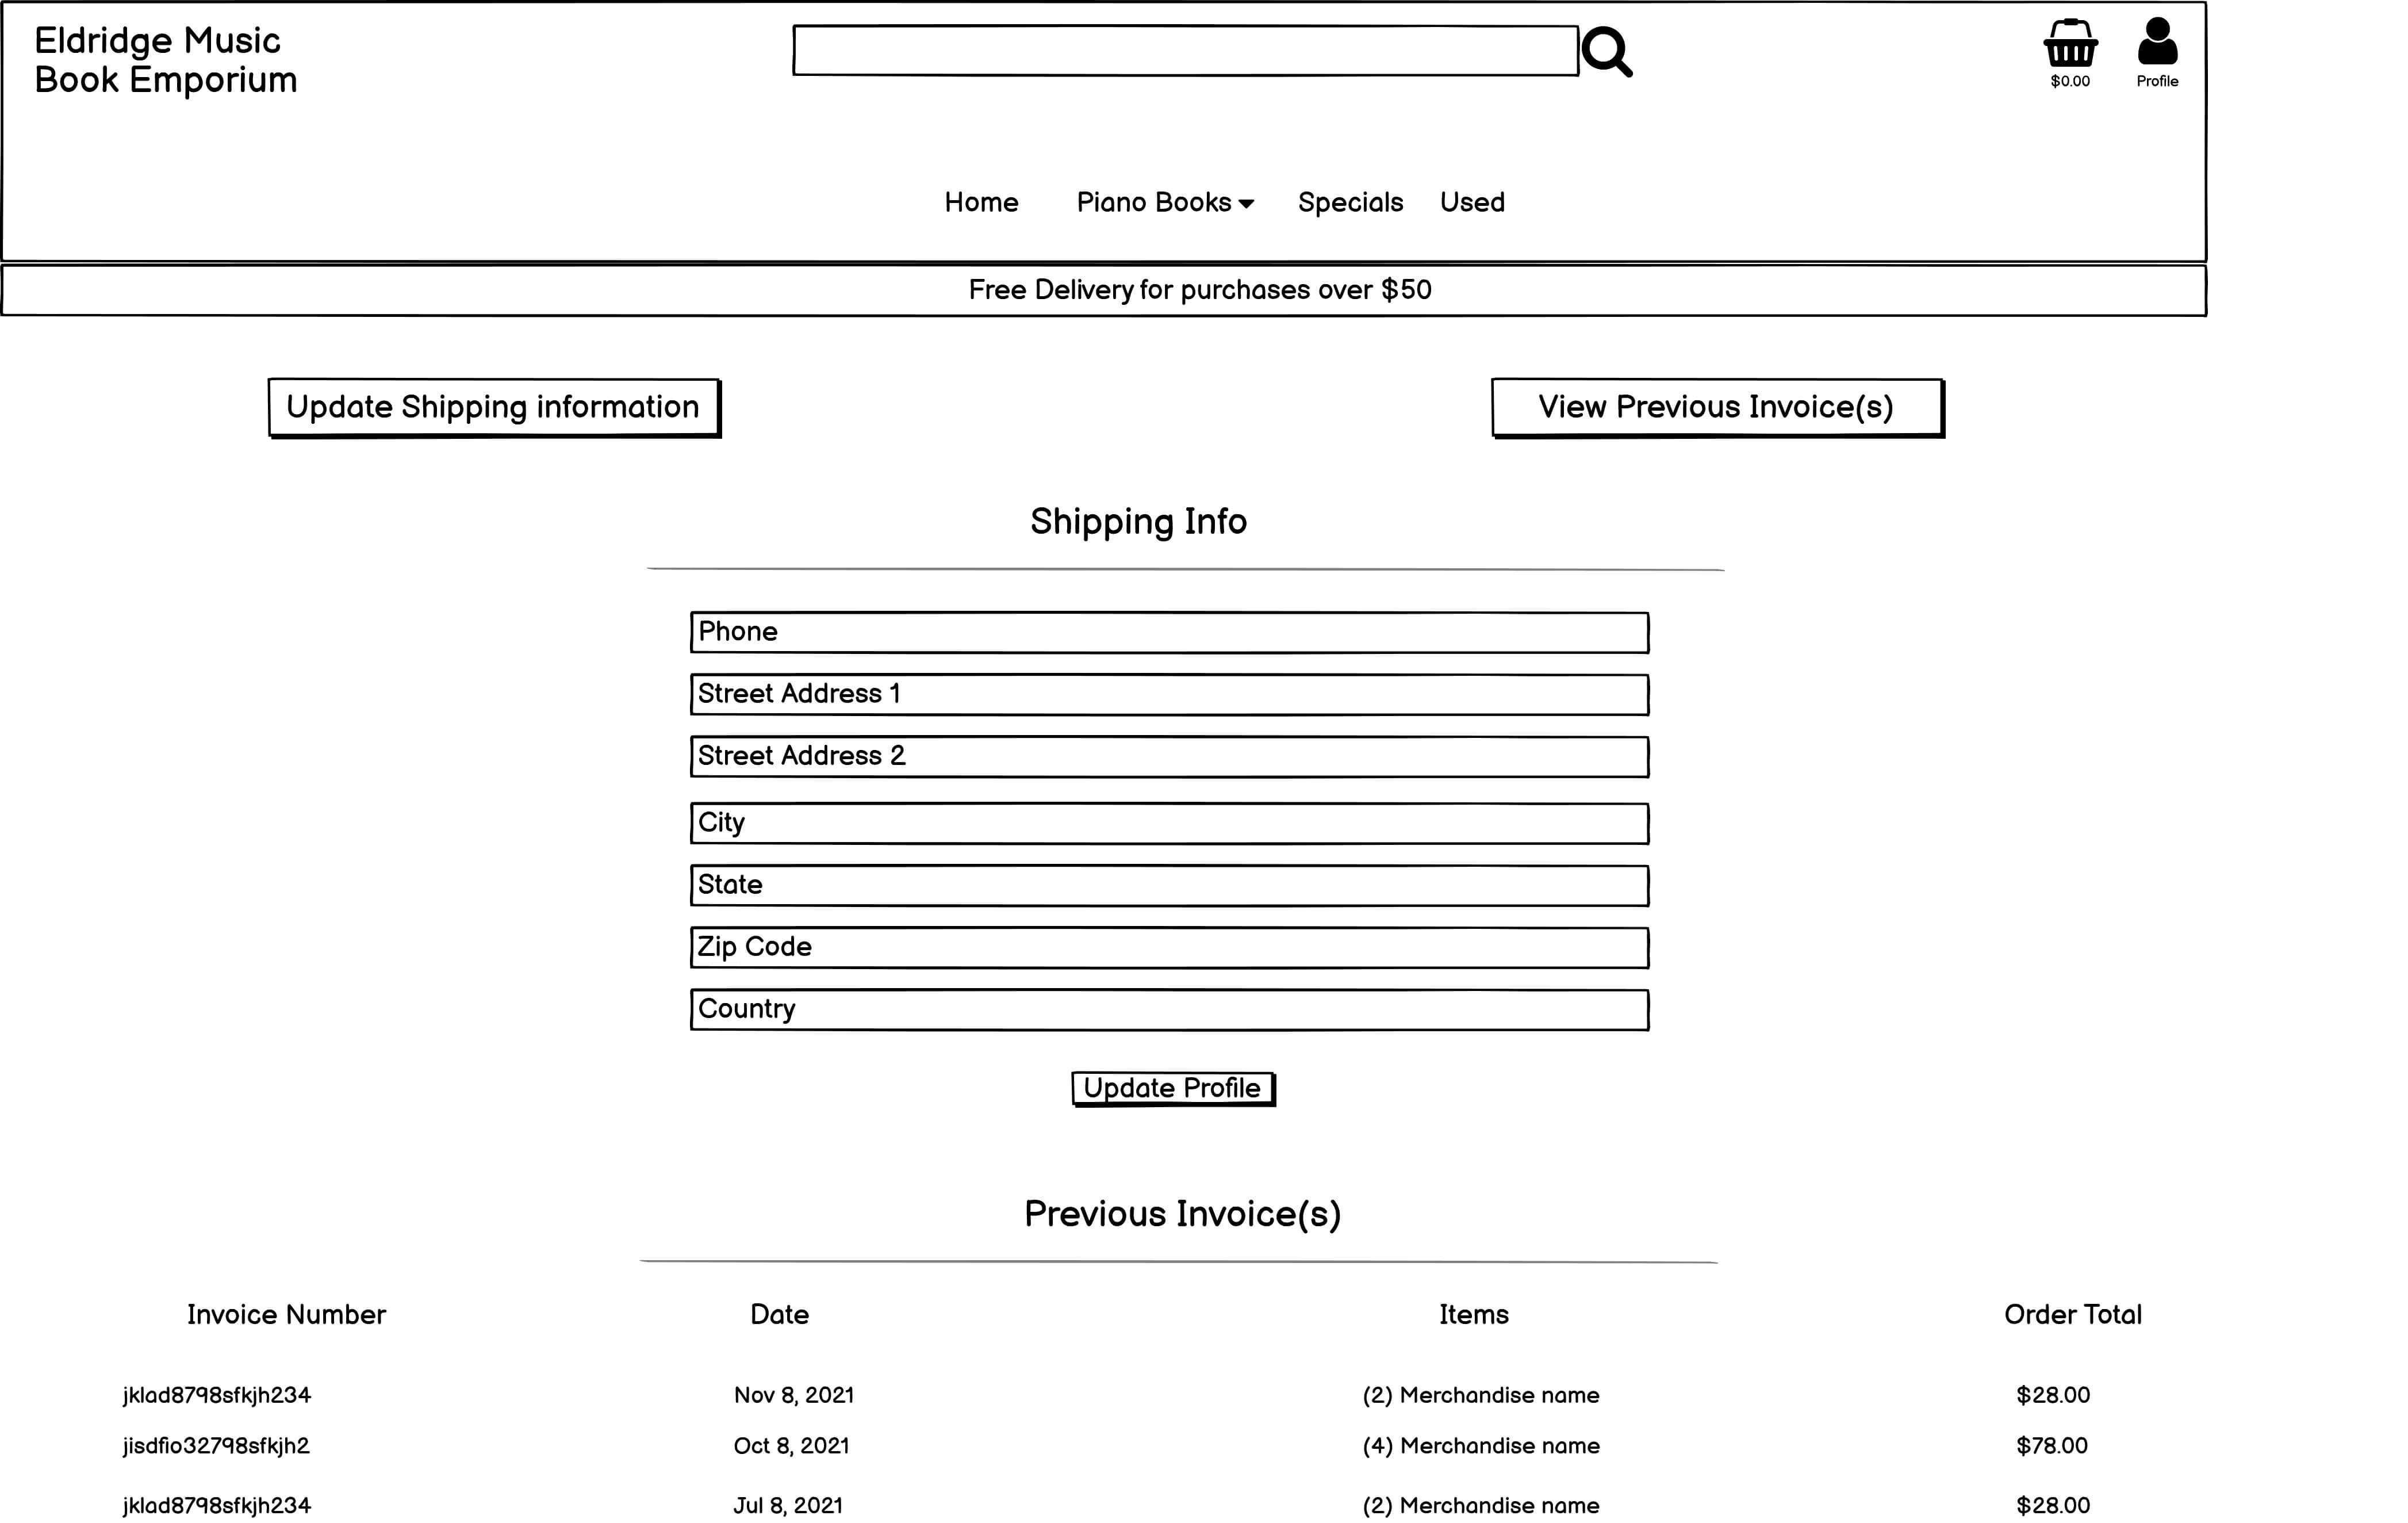 Eldridge Music
Book Emporium
$0.00
Profile
Home Piano Books Specials Used
Free Delivery for purchases over $50
Update Shipping information
View Previous Invoice(s)
Shipping Info
Phone
Street Address 1
Street Address 2
City
State
Zip Code
Country
Update Profile
Previous Invoice(s)
Invoice Number Date Items Order Total
jklad8798sfkjh234 Nov 8, 2021 (2) Merchandise name $28.00
jisdfio32798sfkjh2 Oct 8, 2021 (4) Merchandise name $78.00
jklad8798sfkjh234 Jul 8, 2021 (2) Merchandise name $28.00